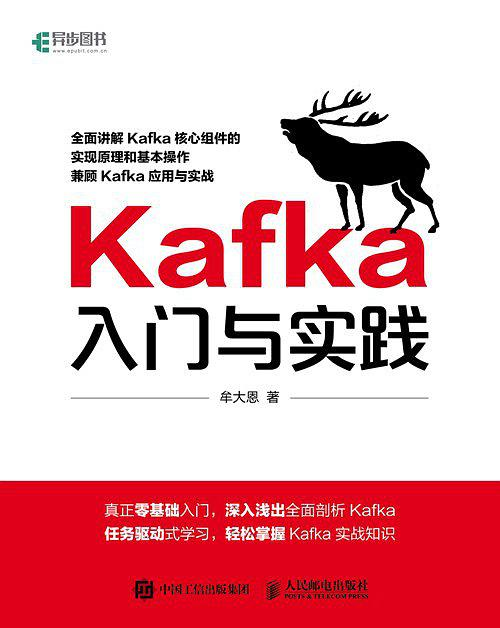 异步图书
www.epubit.com.cn
全面讲解 Kafka 核心组件的
实现原理和基本操作
兼顾 Kafka 应用与实战
Kafka
入门与实践
牟大恩 著
真正零基础入门，深入浅出全面剖析 Kafka
任务驱动式学习，轻松掌握 Kafka 实战知识
中国工信出版集团
人民邮电出版社
POSTS & TELECOM PRESS